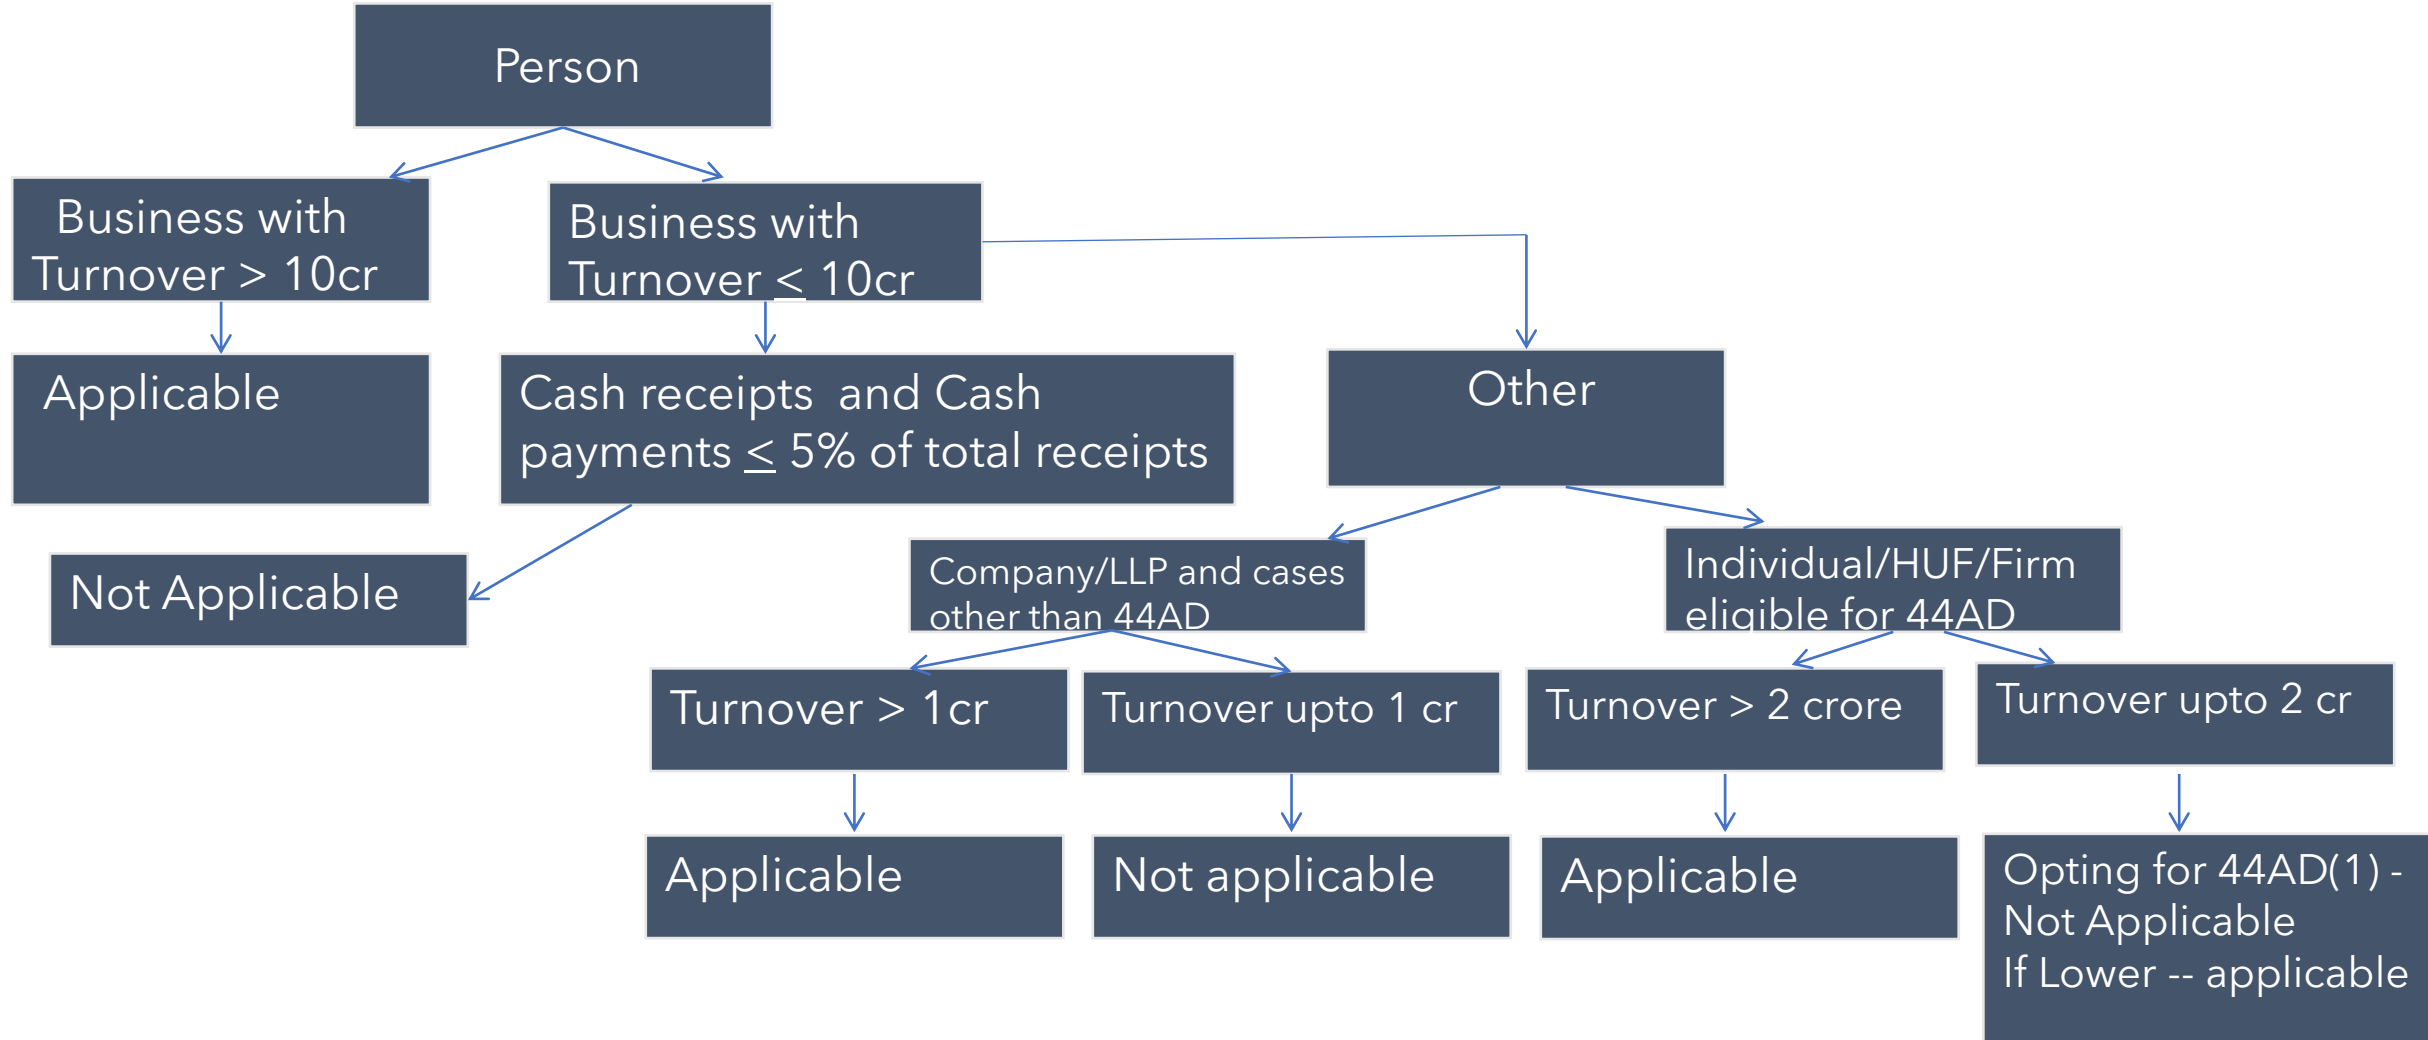 Person
Business with
Turnover > 10cr
Business with
Turnover ≤ 10cr
Applicable
Cash receipts  and Cash
payments ≤ 5% of total receipts
Other
Not Applicable
Company/LLP and cases
other than 44AD
Individual/HUF/Firm
eligible for 44AD
Turnover > 1cr
Turnover upto 1 cr
Turnover > 2 crore
Turnover upto 2 cr
Applicable
Not applicable
Applicable
Opting for 44AD(1) -
Not Applicable
If Lower -- applicable